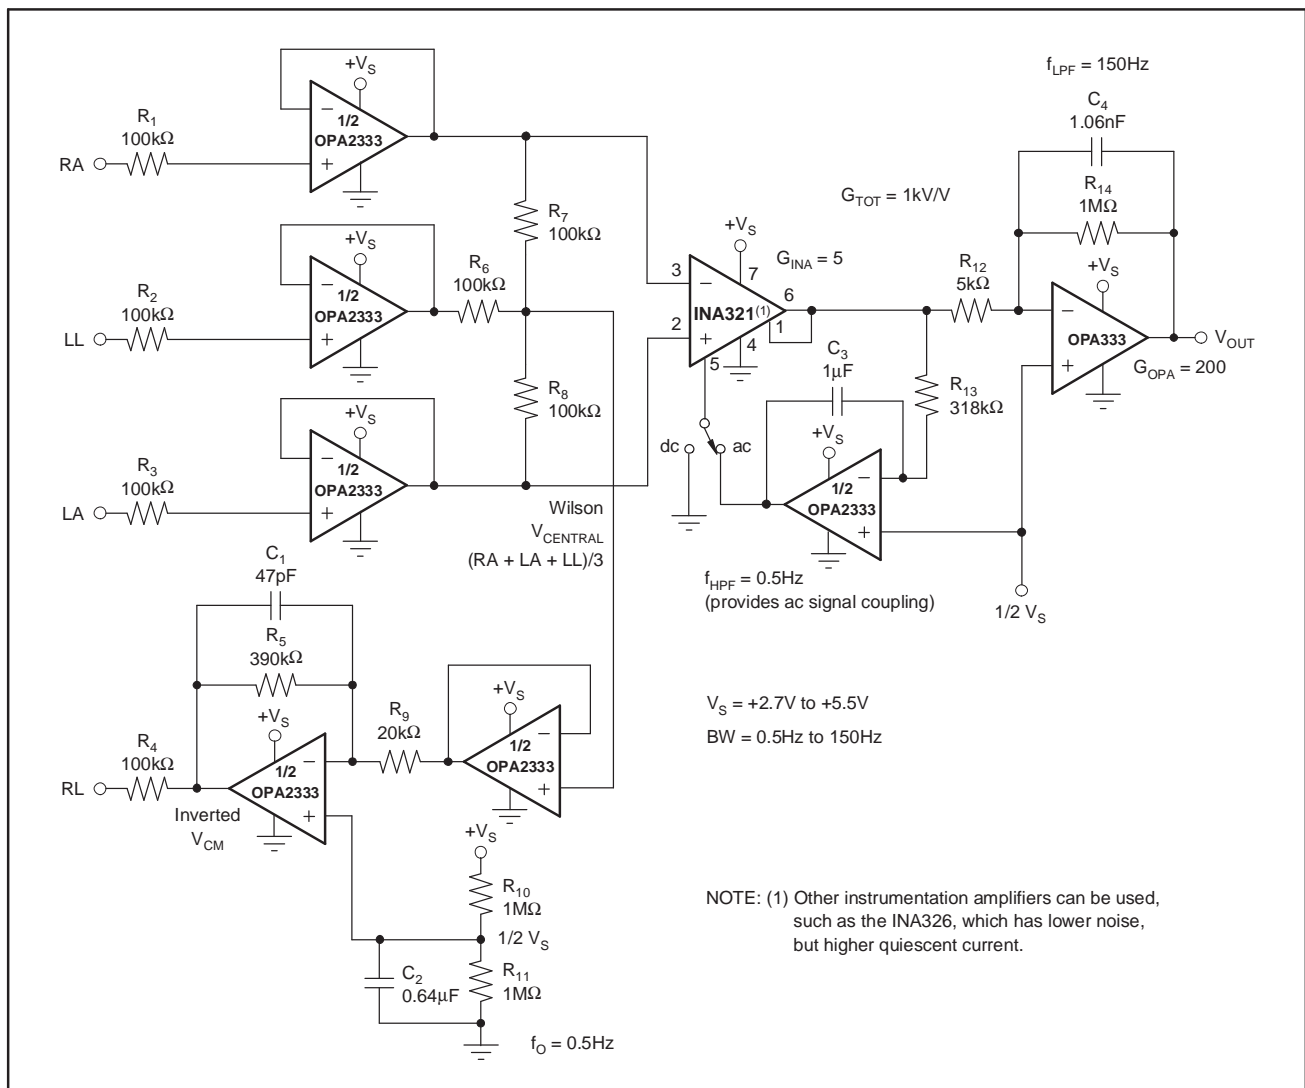 +V_S
f_LPF = 150Hz
C_4
1.06nF
R_1
100kΩ
−
1/2
OPA2333
+
RA
R_14
1MΩ
G_TOT = 1kV/V
R_7
100kΩ
+V_S
+V_S
G_INA = 5
R_12
5kΩ
+V_S
R_6
100kΩ
3
−
7
6
R_2
100kΩ
−
1/2
OPA2333
+
LL
INA321(1)
1
2
+
4
5
−
OPA333
+
V_OUT
G_OPA = 200
C_3
1µF
R_13
318kΩ
R_8
100kΩ
+V_S
dc
ac
+V_S
R_3
100kΩ
−
1/2
OPA2333
+
LA
−
1/2
OPA2333
+
Wilson
V_CENTRAL
(RA + LA + LL)/3
C_1
47pF
f_HPF = 0.5Hz
(provides ac signal coupling)
1/2 V_S
R_5
390kΩ
+V_S
+V_S
R_9
20kΩ
V_S = +2.7V to +5.5V
BW = 0.5Hz to 150Hz
R_4
100kΩ
RL
−
1/2
OPA2333
+
−
1/2
OPA2333
+
Inverted
V_CM
+V_S
R_10
1MΩ
1/2 V_S
NOTE: (1) Other instrumentation amplifiers can be used,
such as the INA326, which has lower noise,
but higher quiescent current.
C_2
0.64µF
R_11
1MΩ
f_O = 0.5Hz